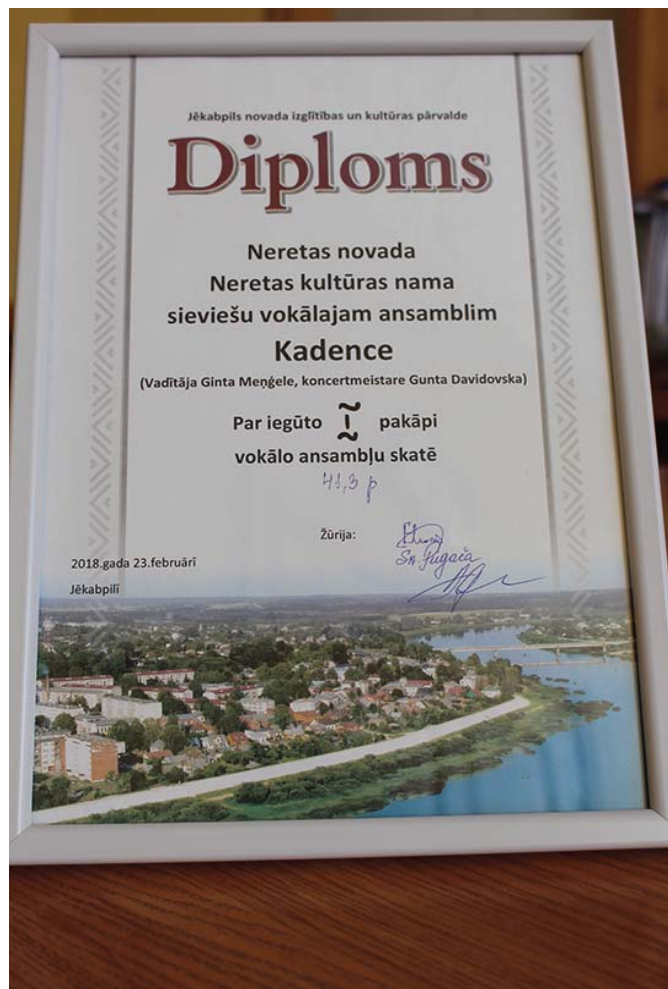 Jēkabpils novada izglītības un kultūras pārvalde
Diploms
Neretas novada
Neretas kultūras nama
sieviešu vokālajam ansamblim
Kadence
(Vadītāja Ginta Meņģele, koncertmeistare Gunta Davidovska)
Par iegūto I pakāpi
vokālo ansambļu skatē
41,3 p
Žūrija:
2018.gada 23.februārī
Jēkabpilī